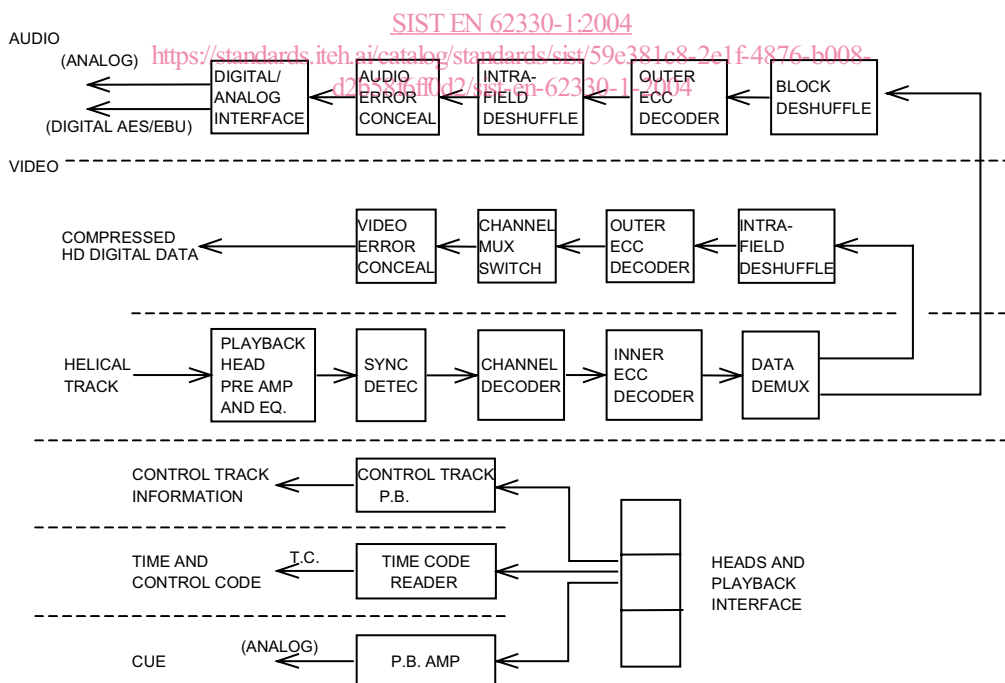 SIST EN 62330-1:2004
https://standards.iteh.ai/catalog/standards/sist/59e381c8-2e1f-4876-b008-
d2b58f6ff0d2/sist-en-62330-1-2004
AUDIO
(ANALOG)
(DIGITAL AES/EBU)
DIGITAL/
ANALOG
INTERFACE
AUDIO
ERROR
CONCEAL
INTRA-
FIELD
DESHUFFLE
OUTER
ECC
DECODER
BLOCK
DESHUFFLE
VIDEO
COMPRESSED
HD DIGITAL DATA
VIDEO
ERROR
CONCEAL
CHANNEL
MUX
SWITCH
OUTER
ECC
DECODER
INTRA-
FIELD
DESHUFFLE
HELICAL
TRACK
PLAYBACK
HEAD
PRE AMP
AND EQ.
SYNC
DETEC
CHANNEL
DECODER
INNER
ECC
DECODER
DATA
DEMUX
CONTROL TRACK
INFORMATION
CONTROL TRACK
P.B.
TIME AND
CONTROL CODE
T.C.
TIME CODE
READER
HEADS AND
PLAYBACK
INTERFACE
CUE
(ANALOG)
P.B. AMP